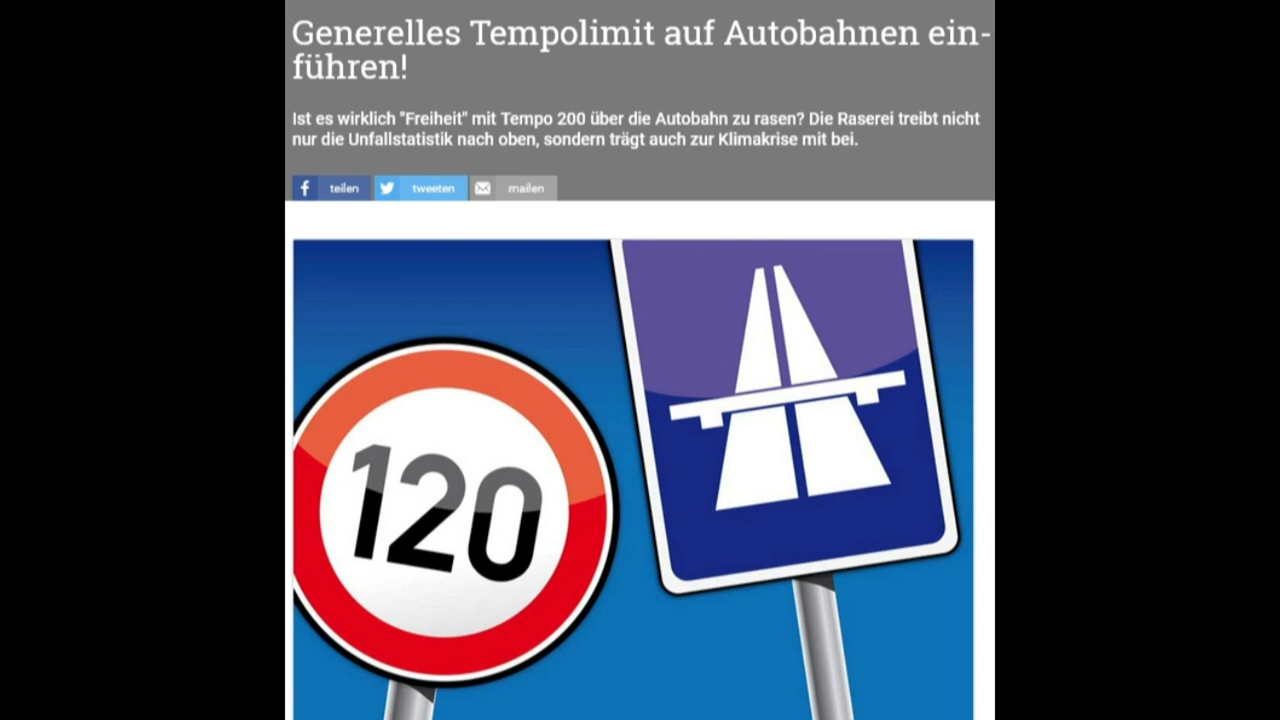 Generelles Tempolimit auf Autobahnen ein-
führen!
Ist es wirklich "Freiheit" mit Tempo 200 über die Autobahn zu rasen? Die Raserei treibt nicht
nur die Unfallstatistik nach oben, sondern trägt auch zur Klimakrise mit bei.
teilen tweeten mailen
120